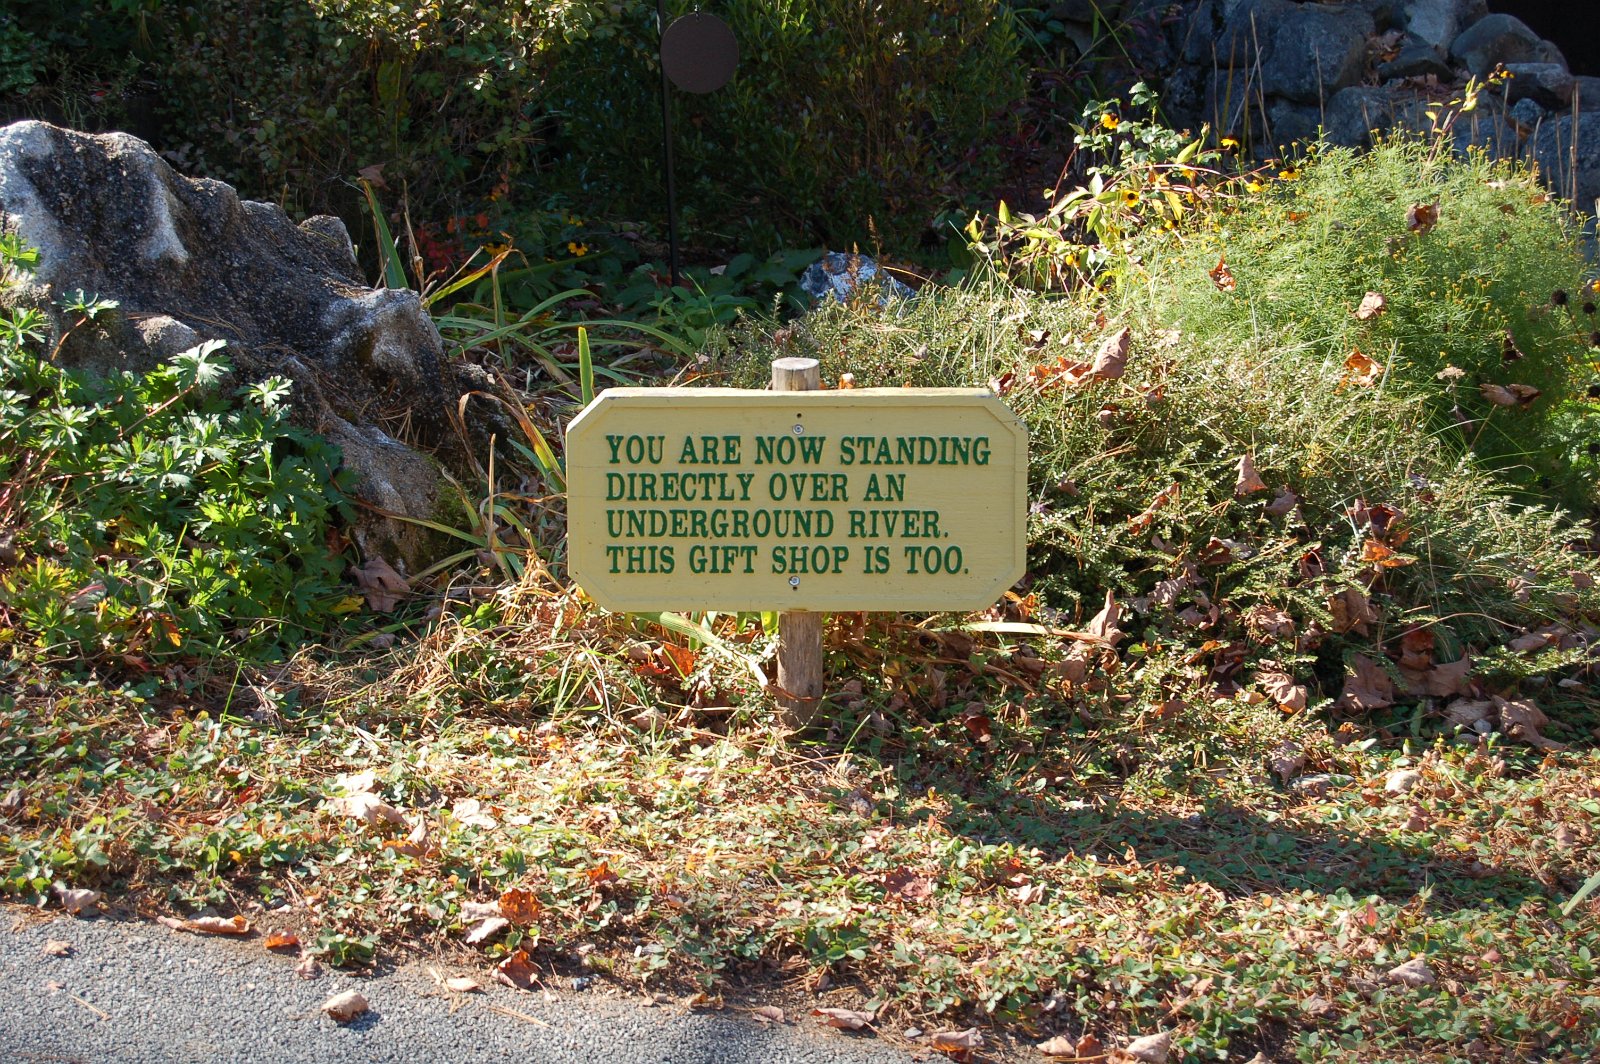 YOU ARE NOW STANDING
DIRECTLY OVER AN
UNDERGROUND RIVER.
THIS GIFT SHOP IS TOO.